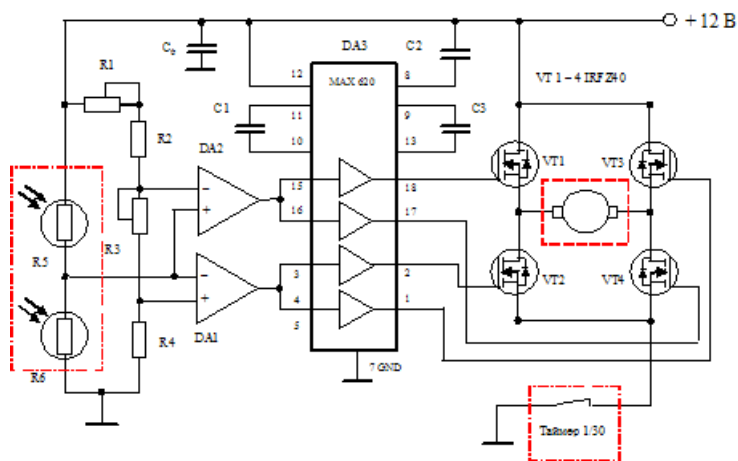 +12 В
DA3
C2
C₆
R1
12
MAX 620
8
VT 1 – 4 IRFZ40
C1
11
9
C3
10
13
R2
DA2
VT1
VT3
15
18
16
17
R3
R5
3
2
VT2
VT4
4
1
5
DA1
R4
R6
7 GND
Таймер 1/30